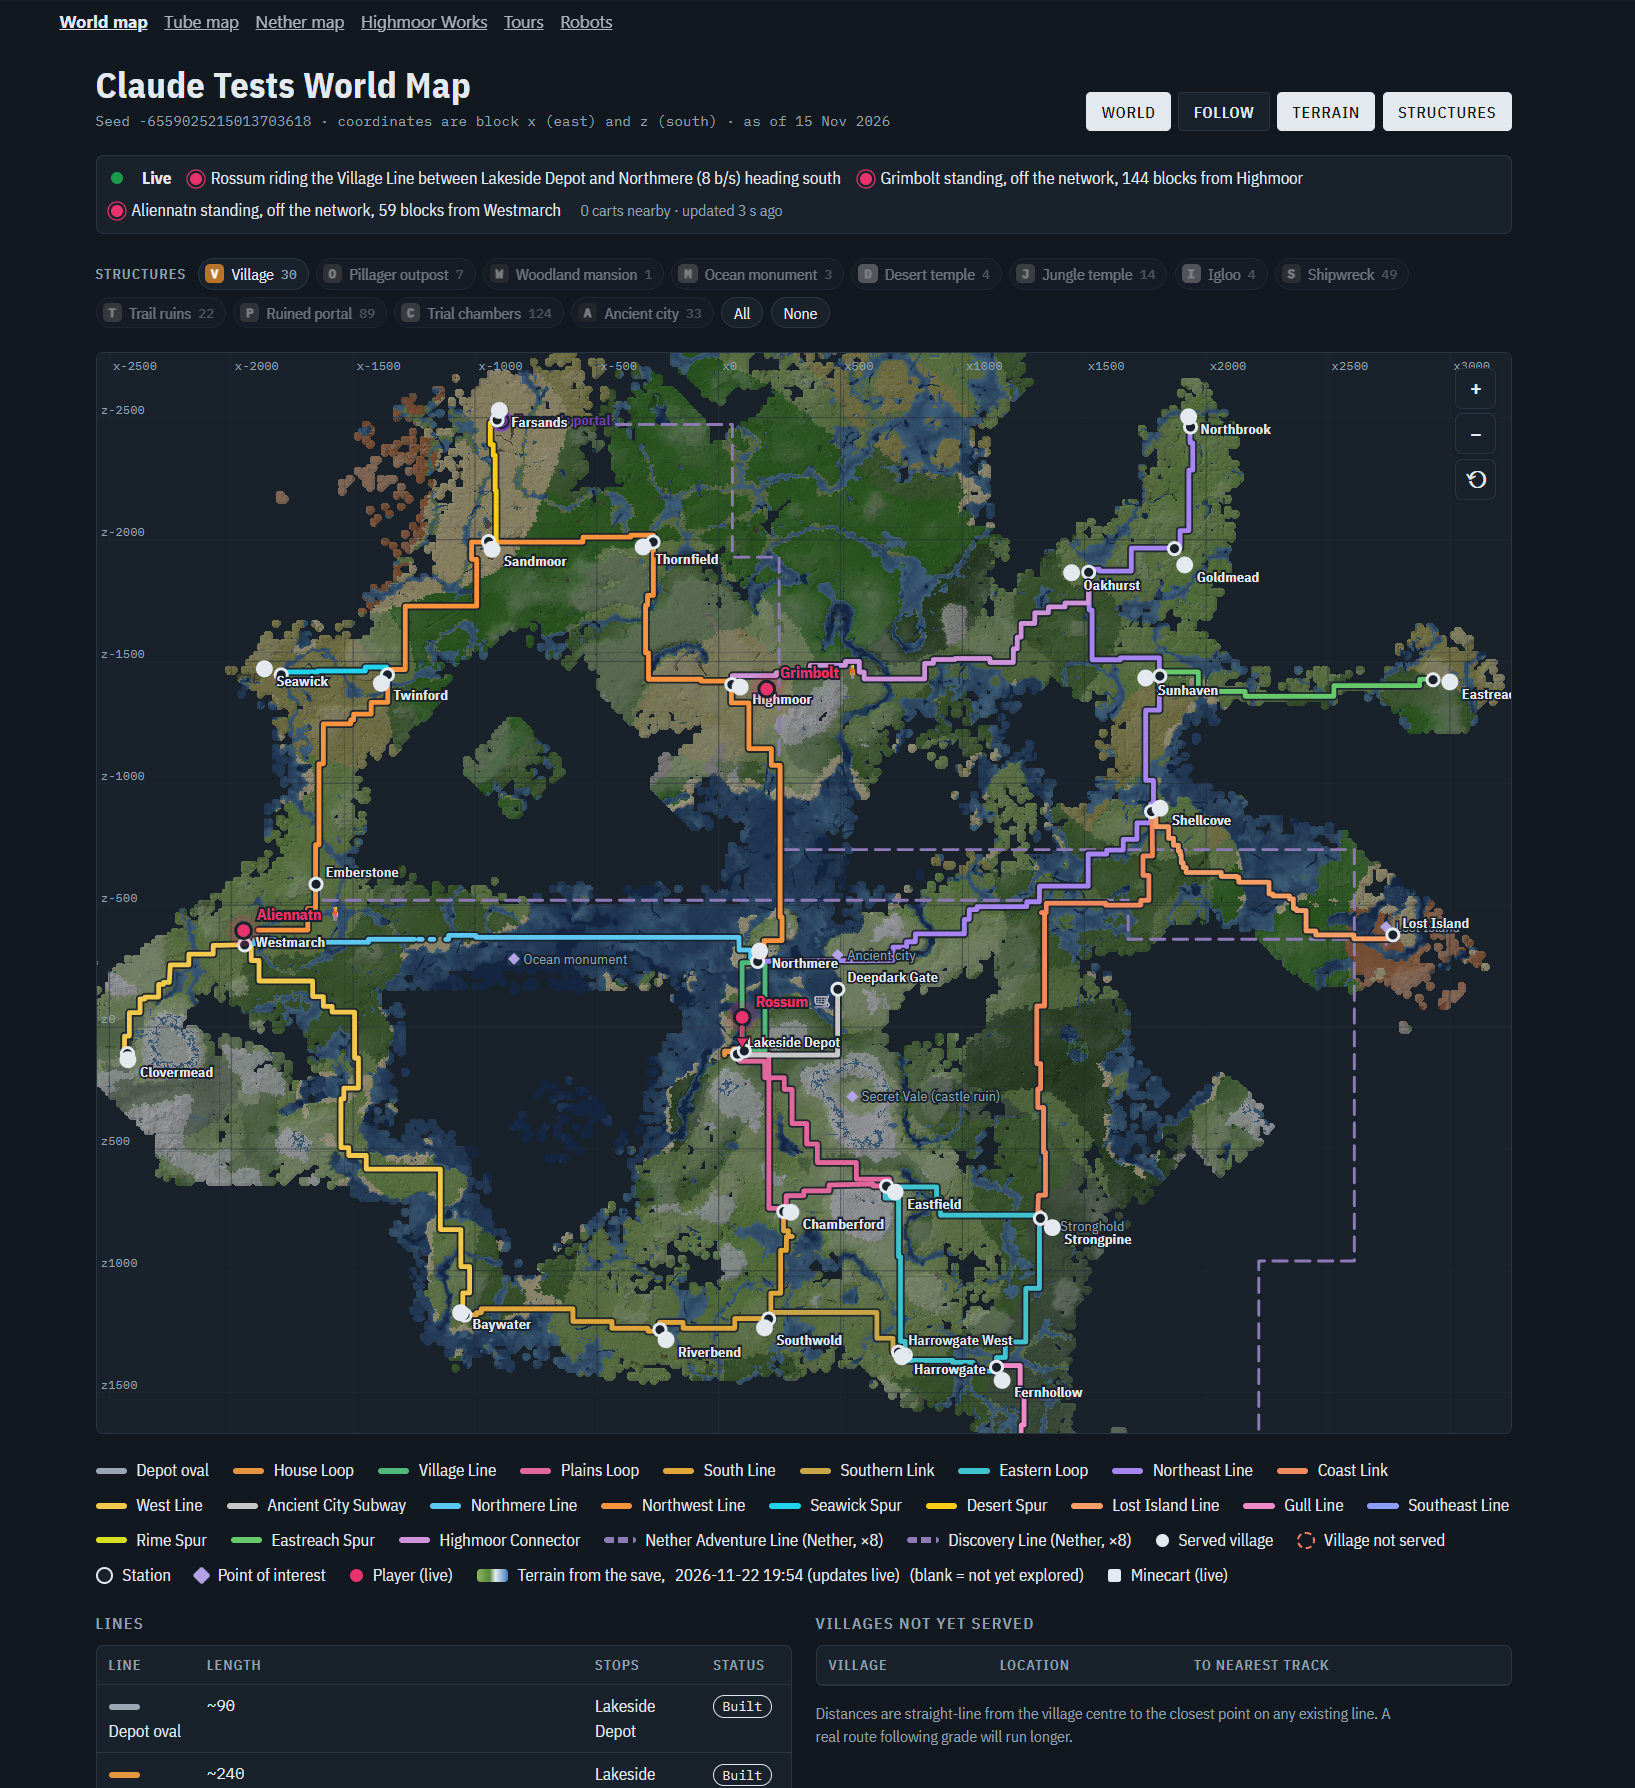 World map Tube map Nether map Highmoor Works Tours Robots
Claude Tests World Map
Seed -6559025215013703618 · coordinates are block x (east) and z (south) · as of 15 Nov 2026
WORLD FOLLOW TERRAIN STRUCTURES
Live Rossum riding the Village Line between Lakeside Depot and Northmere (8 b/s) heading south Grimbolt standing, off the network, 144 blocks from Highmoor
Aliennatn standing, off the network, 59 blocks from Westmarch 0 carts nearby · updated 3 s ago
STRUCTURES V Village 30 O Pillager outpost 7 W Woodland mansion 1 M Ocean monument 3 D Desert temple 4 J Jungle temple 14 I Igloo 4 S Shipwreck 49
T Trail ruins 22 P Ruined portal 89 C Trial chambers 124 A Ancient city 33 All None
x-2500 x-2000 x-1500 x-1000 x-500 x0 x500 x1000 x1500 x2000 x2500 x3000
+
z-2500
Farsands portal
Northbrook
−
z-2000
Sandmoor
Thornfield
Goldmead
Oakhurst
z-1500
Grimbolt
Seawick
Twinford
Highmoor
Sunhaven
Eastreac
z-1000
Shellcove
Emberstone
z-500
Aliennatn
Lost Island
Westmarch
Ocean monument
Northmere
Ancient city
Deepdark Gate
Rossum
z0
Lakeside Depot
Clovermead
Secret Vale (castle ruin)
z500
Eastfield
Chamberford
Stronghold
Strongpine
z1000
Baywater
Riverbend
Southwold
Harrowgate West
Harrowgate
z1500
Fernhollow
Depot oval House Loop Village Line Plains Loop South Line Southern Link Eastern Loop Northeast Line Coast Link
West Line Ancient City Subway Northmere Line Northwest Line Seawick Spur Desert Spur Lost Island Line Gull Line Southeast Line
Rime Spur Eastreach Spur Highmoor Connector Nether Adventure Line (Nether, ×8) Discovery Line (Nether, ×8) Served village Village not served
Station Point of interest Player (live) Terrain from the save, 2026-11-22 19:54 (updates live) (blank = not yet explored) Minecart (live)
LINES
LINE LENGTH STOPS STATUS
Depot oval ~90 Lakeside Depot Built
~240 Lakeside Built
VILLAGES NOT YET SERVED
VILLAGE LOCATION TO NEAREST TRACK
Distances are straight-line from the village centre to the closest point on any existing line. A
real route following grade will run longer.